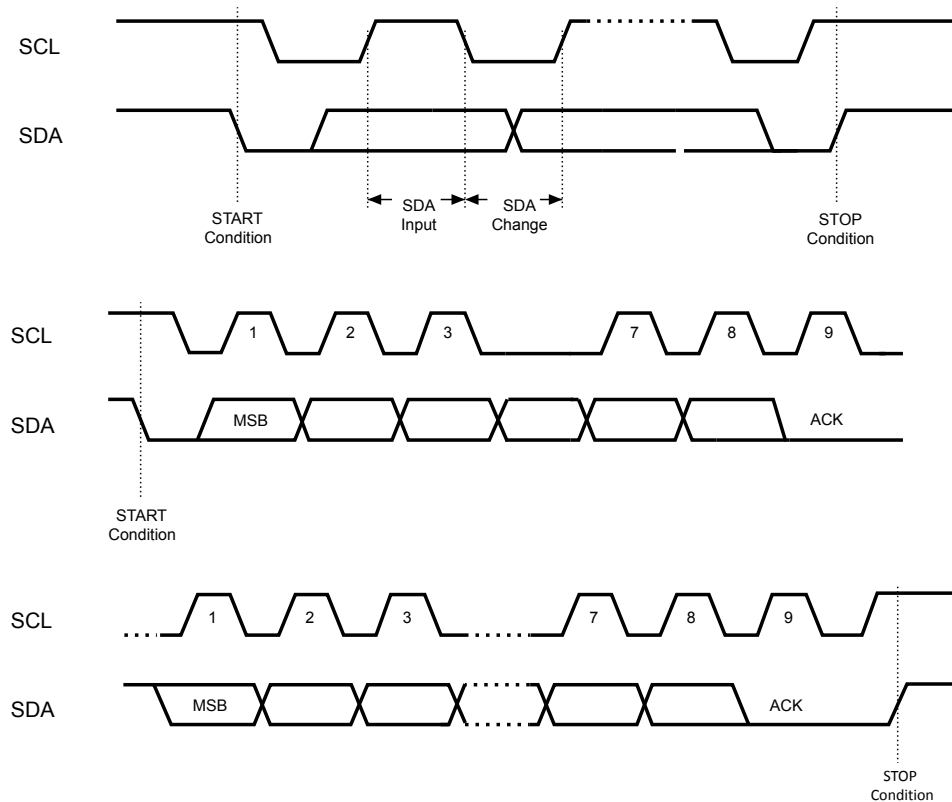 SCL
SDA
SDA
Input
SDA
Change
START
Condition
STOP
Condition
SCL
1
2
3
7
8
9
SDA
MSB
ACK
START
Condition
SCL
1
2
3
7
8
9
SDA
MSB
ACK
STOP
Condition